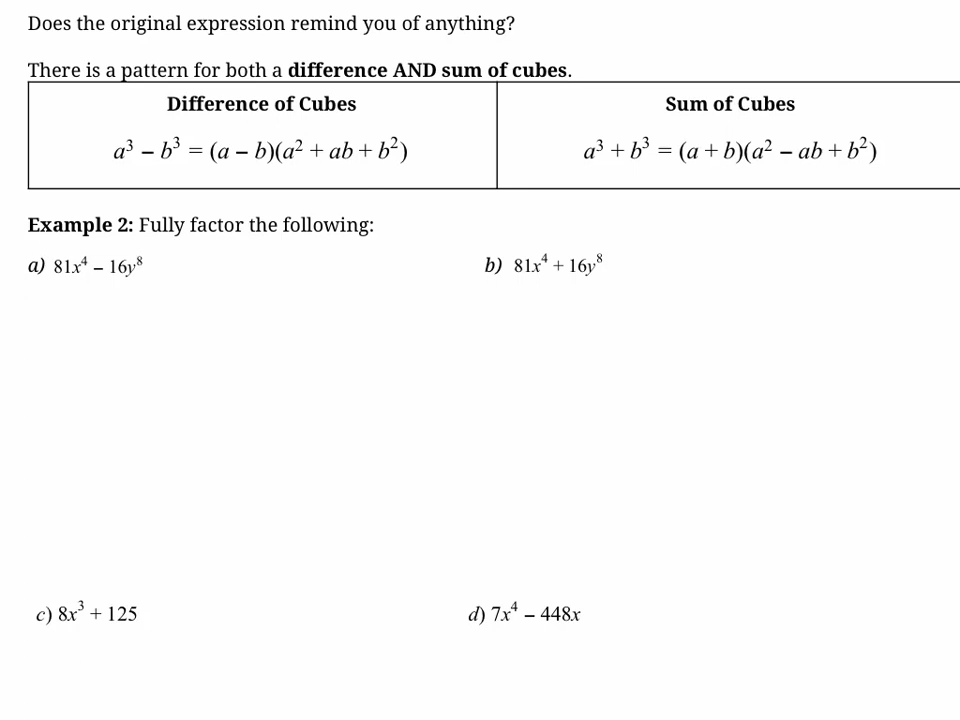 Does the original expression remind you of anything?
There is a pattern for both a difference AND sum of cubes.
Difference of Cubes
a³ – b³ = (a – b)(a² + ab + b²)
Sum of Cubes
a³ + b³ = (a + b)(a² – ab + b²)
Example 2: Fully factor the following:
a) 81x⁴ – 16y⁸
b) 81x⁴ + 16y⁸
c) 8x³ + 125
d) 7x⁴ – 448x